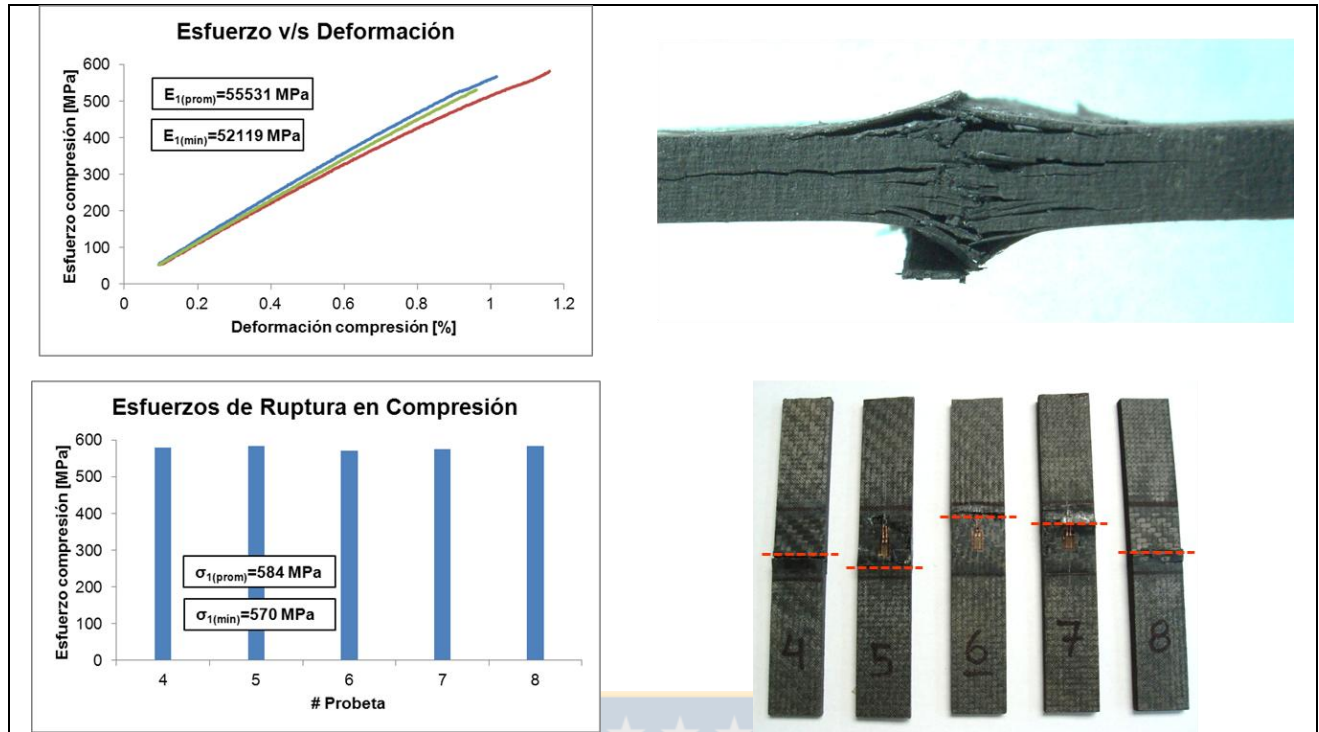 Esfuerzo v/s Deformación
E1(prom)=55531 MPa
E1(min)=52119 MPa
Esfuerzo compresión [MPa]
600
500
400
300
200
100
0
0 0.2 0.4 0.6 0.8 1 1.2
Deformación compresión [%]
Esfuerzos de Ruptura en Compresión
σ1(prom)=584 MPa
σ1(min)=570 MPa
Esfuerzo compresión [MPa]
600
500
400
300
200
100
0
4 5 6 7 8
# Probeta
4 5 6 7 8